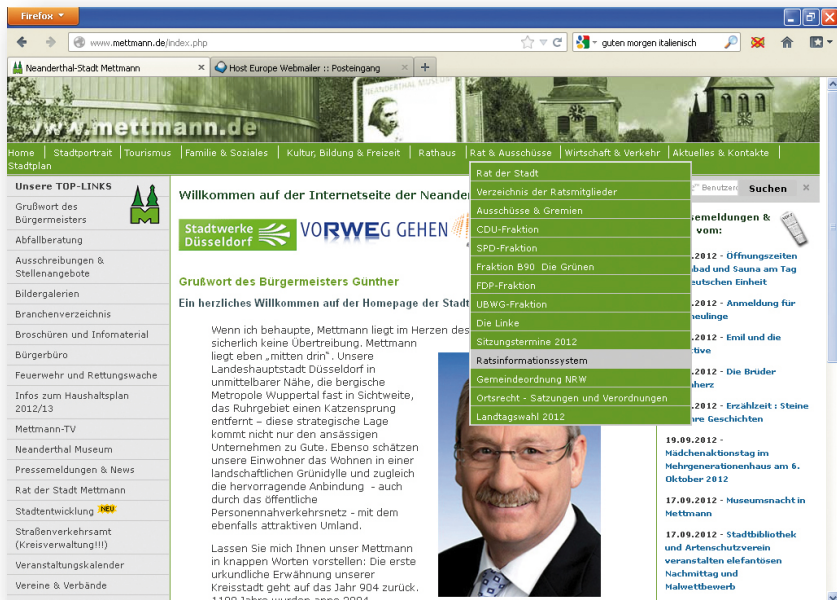 Firefox
www.mettmann.de/index.php
guten morgen italienisch
Neanderthal-Stadt Mettmann
Host Europe Webmailer :: Posteingang
NEANDERTHAL MUSEUM
www.mettmann.de
Home | Stadtportrait | Tourismus | Familie & Soziales | Kultur, Bildung & Freizeit | Rathaus | Rat & Ausschüsse | Wirtschaft & Verkehr | Aktuelles & Kontakte |
Stadtplan
Unsere TOP-LINKS
Grußwort des
Bürgermeisters
Abfallberatung
Ausschreibungen &
Stellenangebote
Bildergalerien
Branchenverzeichnis
Broschüren und Infomaterial
Bürgerbüro
Feuerwehr und Rettungswache
Infos zum Haushaltsplan
2012/13
Mettmann-TV
Neanderthal Museum
Pressemeldungen & News
Rat der Stadt Mettmann
Stadtentwicklung NEU
Straßenverkehrsamt
(Kreisverwaltung!!!)
Veranstaltungskalender
Vereine & Verbände
Willkommen auf der Internetseite der Neande
Stadtwerke
Düsseldorf
VORWEG GEHEN
Grußwort des Bürgermeisters Günther
Ein herzliches Willkommen auf der Homepage der Stadt
Wenn ich behaupte, Mettmann liegt im Herzen des
sicherlich keine Übertreibung. Mettmann
liegt eben „mitten drin“. Unsere
Landeshauptstadt Düsseldorf in
unmittelbarer Nähe, die bergische
Metropole Wuppertal fast in Sichtweite,
das Ruhrgebiet einen Katzensprung
entfernt – diese strategische Lage
kommt nicht nur den ansässigen
Unternehmen zu Gute. Ebenso schätzen
unsere Einwohner das Wohnen in einer
landschaftlichen Grünidylle und zugleich
die hervorragende Anbindung - auch
durch das öffentliche
Personennahverkehrsnetz - mit dem
ebenfalls attraktiven Umland.
Lassen Sie mich Ihnen unser Mettmann
in knappen Worten vorstellen: Die erste
urkundliche Erwähnung unserer
Kreisstadt geht auf das Jahr 904 zurück.
1100 Jahre wurden anno 2004
Rat der Stadt
Verzeichnis der Ratsmitglieder
Ausschüsse & Gremien
CDU-Fraktion
SPD-Fraktion
Fraktion B90 Die Grünen
FDP-Fraktion
UBWG-Fraktion
Die Linke
Sitzungstermine 2012
Ratsinformationssystem
Gemeindeordnung NRW
Ortsrecht - Satzungen und Verordnungen
Landtagswahl 2012
Benutzen Suchen
semeldungen &
vom:
.2012 - Öffnungszeiten
bad und Sauna am Tag
eutschen Einheit
.2012 - Anmeldung für
neulinge
.2012 - Emil und die
tive
.2012 - Die Brüder
nherz
.2012 - Erzählzeit : Steine
re Geschichten
19.09.2012 -
Mädchenaktionstag im
Mehrgenerationenhaus am 6.
Oktober 2012
17.09.2012 - Museumsnacht in
Mettmann
17.09.2012 - Stadtbibliothek
und Artenschutzverein
veranstalten elefantösen
Nachmittag und
Malwettbewerb